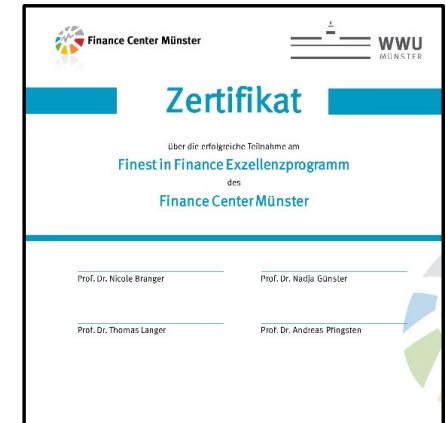 Finance Center Münster
WWU
MÜNSTER
Zertifikat
über die erfolgreiche Teilnahme am
Finest in Finance Exzellenzprogramm
des
Finance Center Münster
Prof. Dr. Nicole Branger
Prof. Dr. Nadja Günster
Prof. Dr. Thomas Langer
Prof. Dr. Andreas Pfingsten